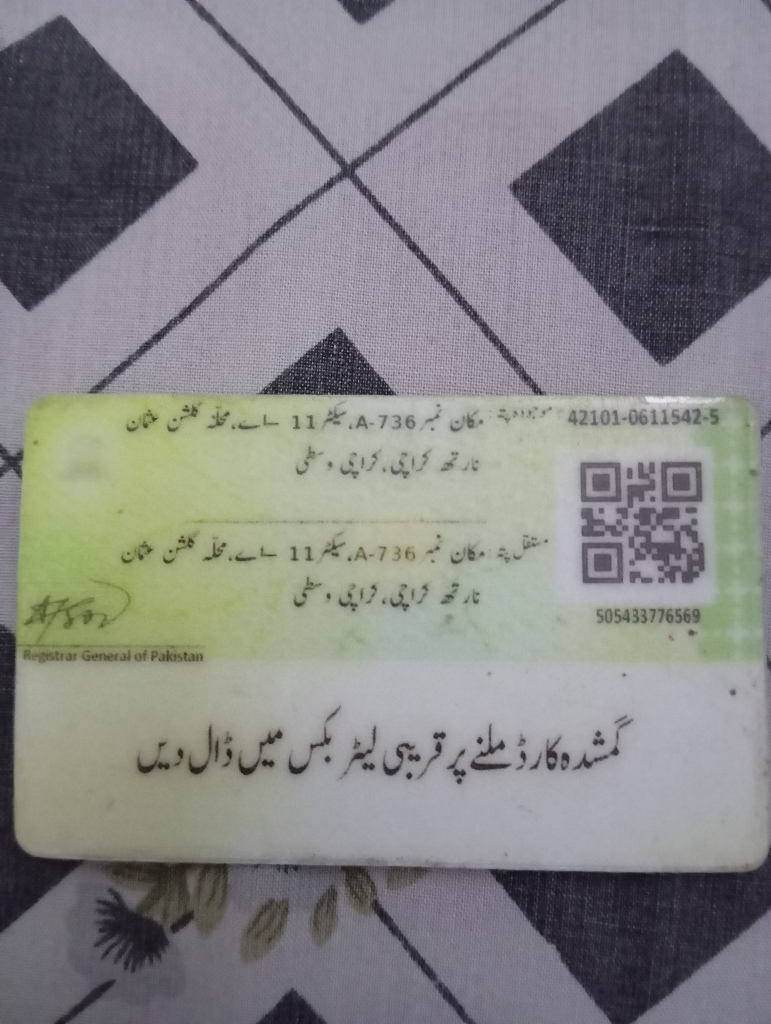 42101-0611542-5
موجودہ پتہ: مکان نمبر A-736، سیکٹر 11 ۔اے، محلّہ گلشن عثمان
نارتھ کراچی، کراچی وسطی
مستقل پتہ: مکان نمبر A-736، سیکٹر 11 ۔اے، محلّہ گلشن عثمان
نارتھ کراچی، کراچی وسطی
505433776569
Registrar General of Pakistan
گمشدہ کارڈ ملنے پر قریبی لیٹر بکس میں ڈال دیں